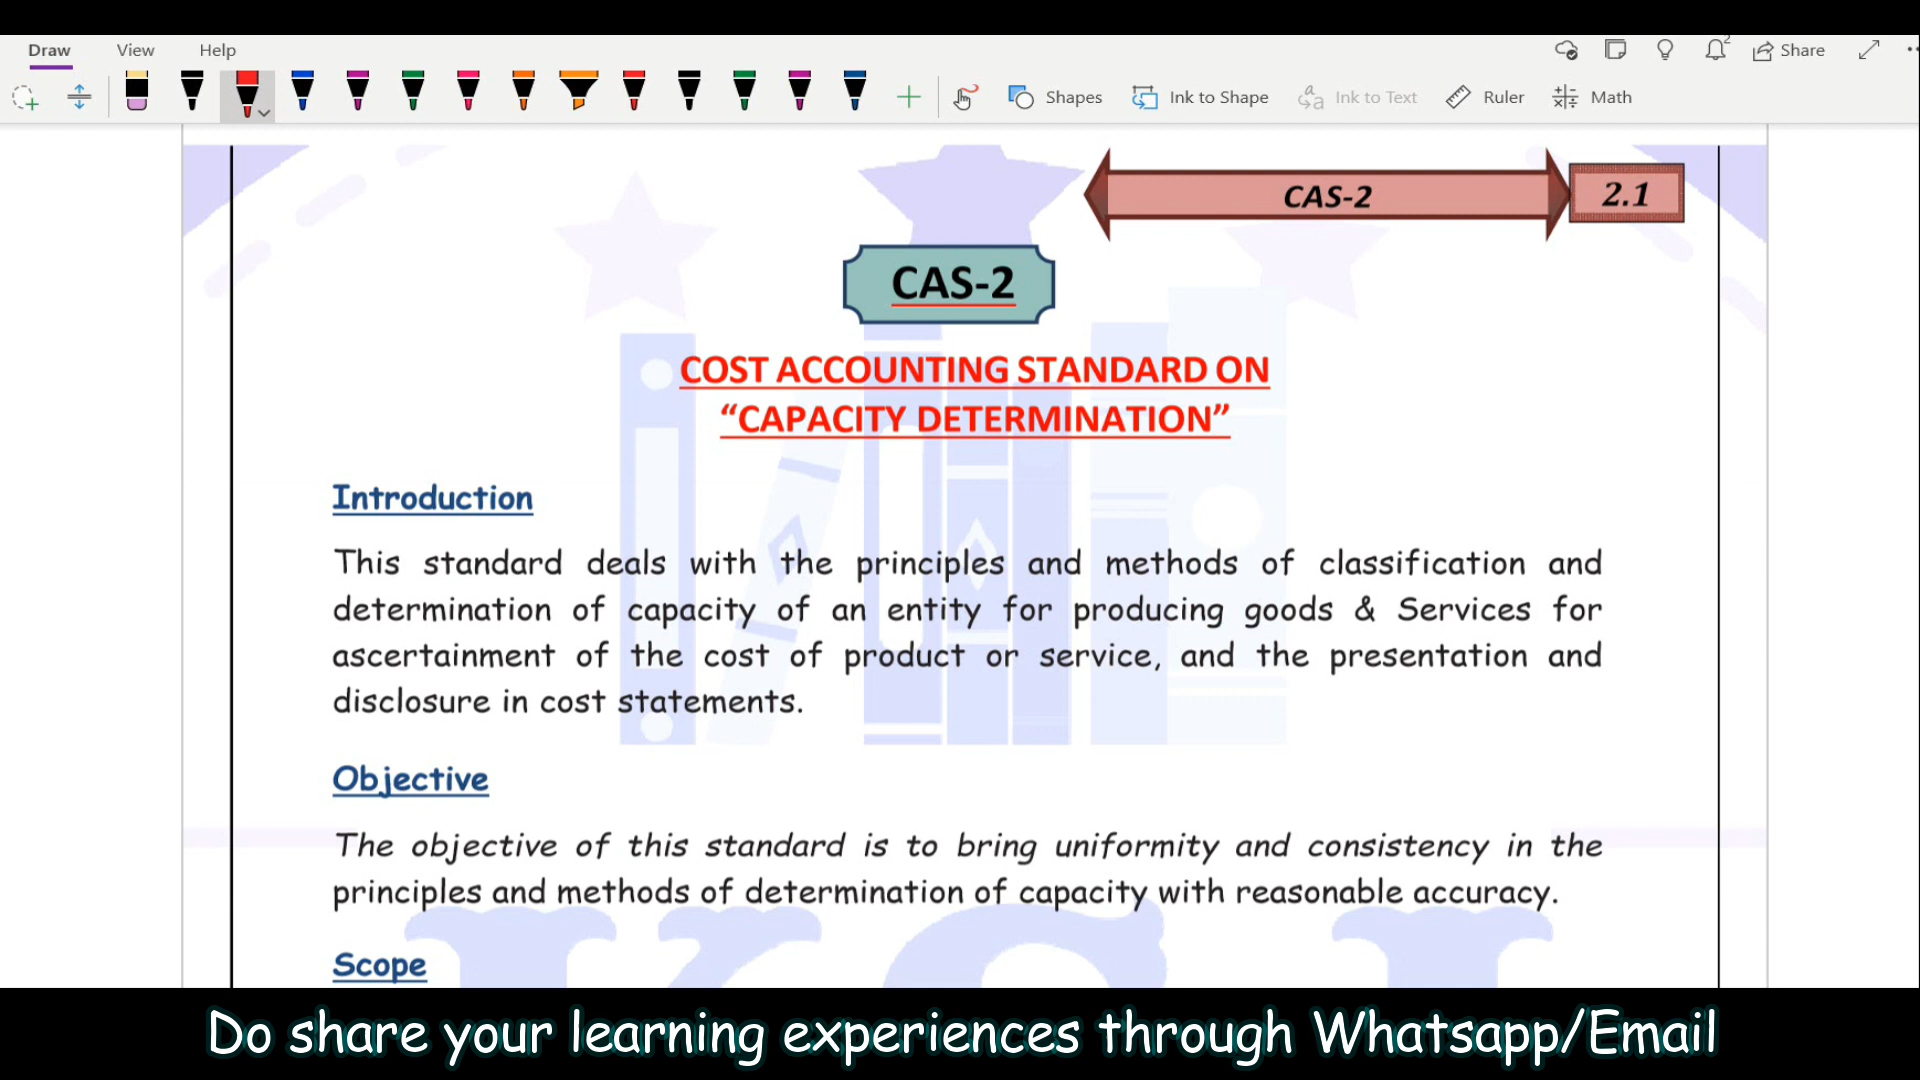 Draw View Help
2
Share
Shapes Ink to Shape Ink to Text Ruler Math
CAS-2 2.1
CAS-2
COST ACCOUNTING STANDARD ON
“CAPACITY DETERMINATION”
Introduction
This standard deals with the principles and methods of classification and
determination of capacity of an entity for producing goods & Services for
ascertainment of the cost of product or service, and the presentation and
disclosure in cost statements.
Objective
The objective of this standard is to bring uniformity and consistency in the
principles and methods of determination of capacity with reasonable accuracy.
Scope
Do share your learning experiences through Whatsapp/Email